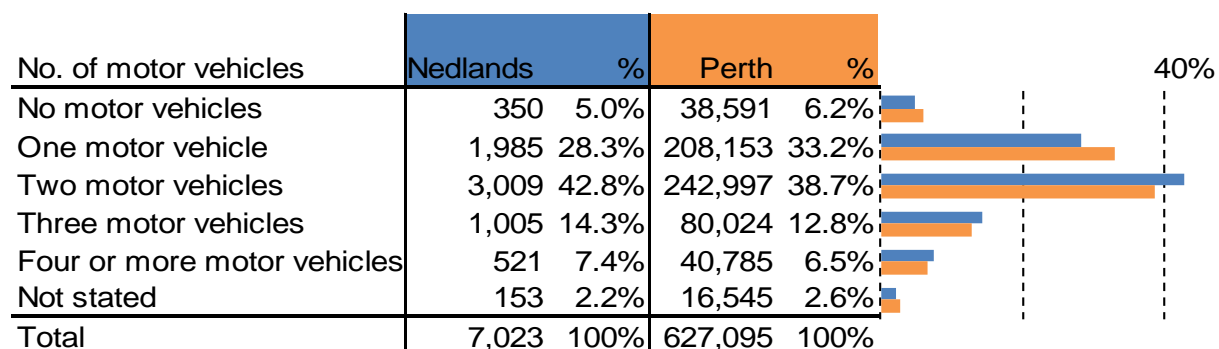 No. of motor vehicles Nedlands % Perth % 40%
No motor vehicles 350 5.0% 38,591 6.2%
One motor vehicle 1,985 28.3% 208,153 33.2%
Two motor vehicles 3,009 42.8% 242,997 38.7%
Three motor vehicles 1,005 14.3% 80,024 12.8%
Four or more motor vehicles 521 7.4% 40,785 6.5%
Not stated 153 2.2% 16,545 2.6%
Total 7,023 100% 627,095 100%